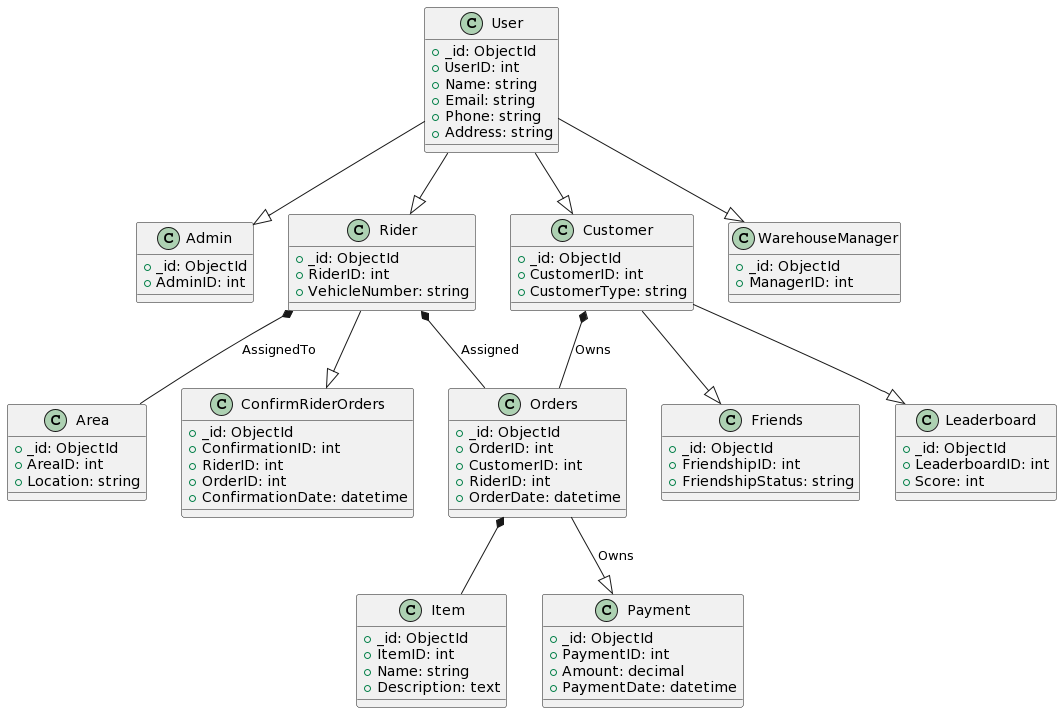 C User
_id: ObjectId
UserID: int
Name: string
Email: string
Phone: string
Address: string
C Admin
_id: ObjectId
AdminID: int
C Rider
_id: ObjectId
RiderID: int
VehicleNumber: string
C Customer
_id: ObjectId
CustomerID: int
CustomerType: string
C WarehouseManager
_id: ObjectId
ManagerID: int
AssignedTo
Assigned
Owns
C Area
_id: ObjectId
AreaID: int
Location: string
C ConfirmRiderOrders
_id: ObjectId
ConfirmationID: int
RiderID: int
OrderID: int
ConfirmationDate: datetime
C Orders
_id: ObjectId
OrderID: int
CustomerID: int
RiderID: int
OrderDate: datetime
C Friends
_id: ObjectId
FriendshipID: int
FriendshipStatus: string
C Leaderboard
_id: ObjectId
LeaderboardID: int
Score: int
Owns
C Item
_id: ObjectId
ItemID: int
Name: string
Description: text
C Payment
_id: ObjectId
PaymentID: int
Amount: decimal
PaymentDate: datetime